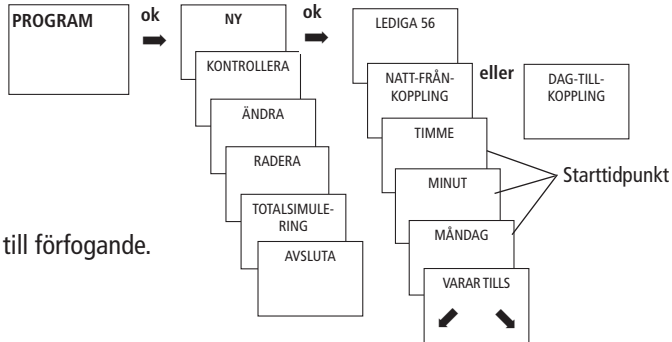 PROGRAM
ok
NY
KONTROLLERA
ÄNDRA
RADERA
TOTALSIMULE-
RING
AVSLUTA
ok
LEDIGA 56
NATT-FRÅN-
KOPPLING
eller
DAG-TILL-
KOPPLING
TIMME
MINUT
MÅNDAG
VARAR TILLS
Starttidpunkt
till förfogande.